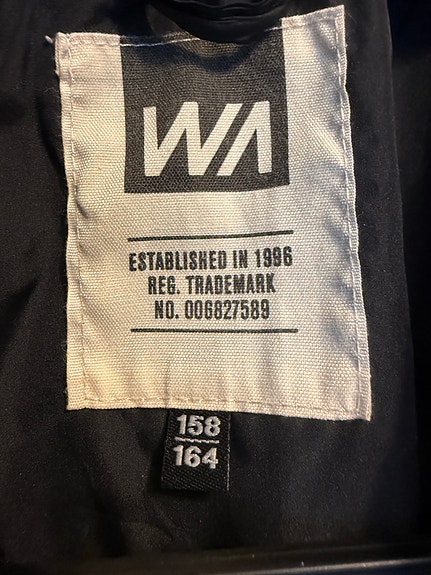 WA
ESTABLISHED IN 1996
REG. TRADEMARK
NO. 006827589
158
164